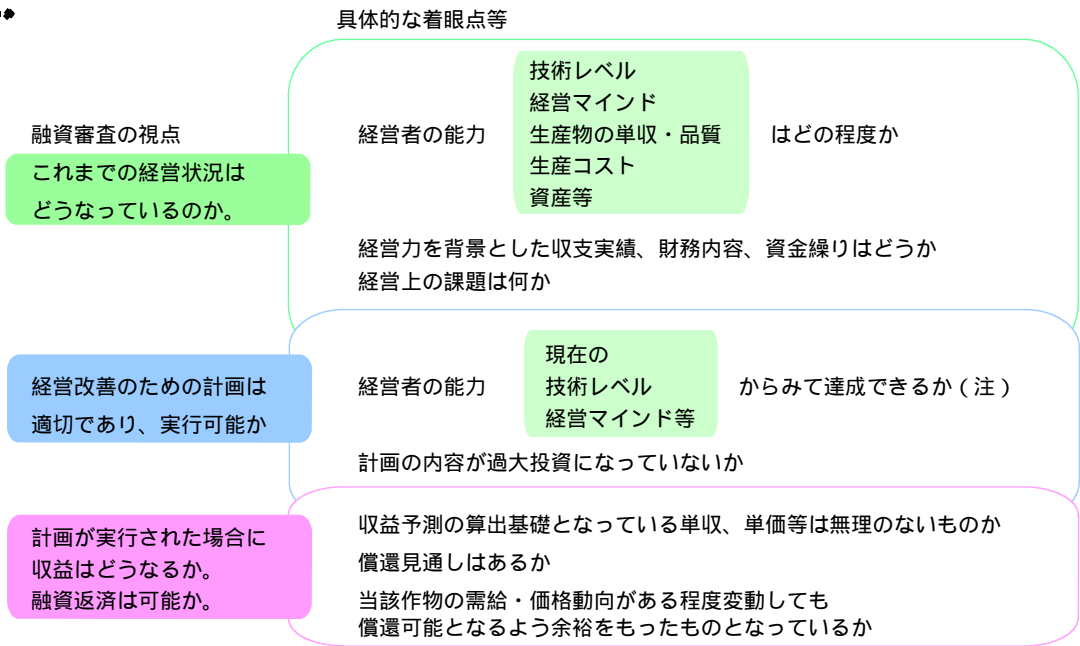 具体的な着眼点等
融資審査の視点
これまでの経営状況は
どうなっているのか。
経営者の能力
技術レベル
経営マインド
生産物の単収・品質
生産コスト
資産等
はどの程度か
経営力を背景とした収支実績、財務内容、資金繰りはどうか
経営上の課題は何か
経営改善のための計画は
適切であり、実行可能か
経営者の能力
現在の
技術レベル
経営マインド等
からみて達成できるか（注）
計画の内容が過大投資になっていないか
計画が実行された場合に
収益はどうなるか。
融資返済は可能か。
収益予測の算出基礎となっている単収、単価等は無理のないものか
償還見通しはあるか
当該作物の需給・価格動向がある程度変動しても
償還可能となるよう余裕をもったものとなっているか